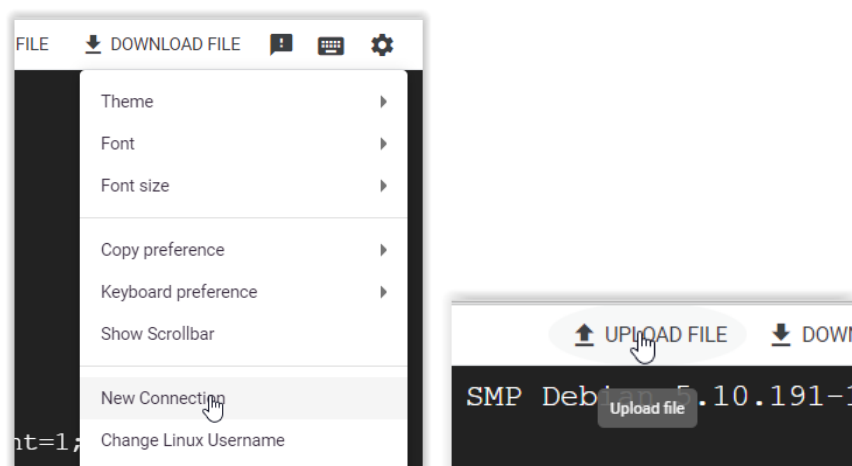 FILE DOWNLOAD FILE
Theme
Font
Font size
Copy preference
Keyboard preference
Show Scrollbar
New Connection
Change Linux Username
nt=1;
UPLOAD FILE DOWN
SMP Debian 5.10.191-1
Upload file